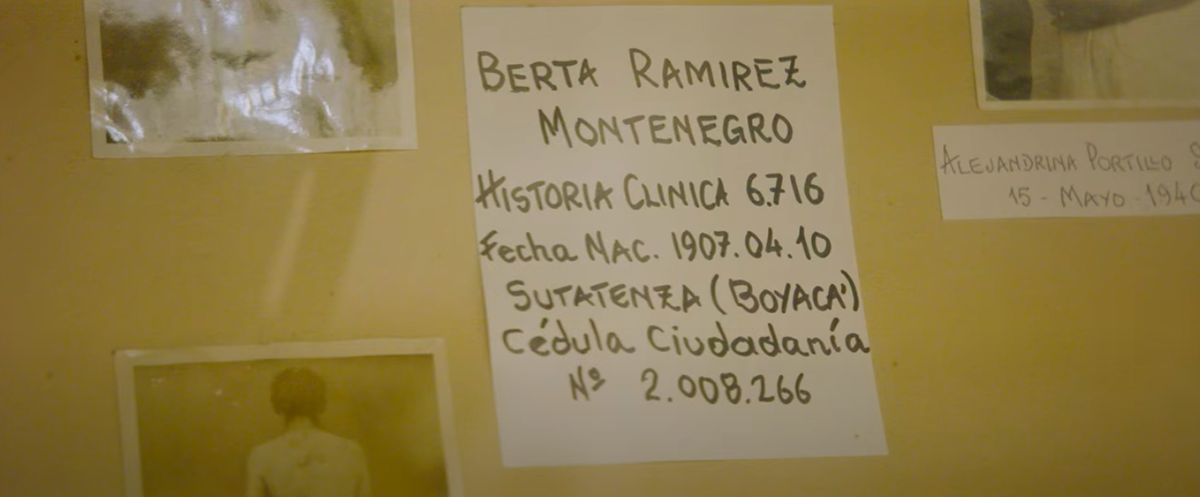 BERTA RAMIREZ
MONTENEGRO
HISTORIA CLINICA 6.716
Fecha NAC. 1907.04.10
SUTATENZA (BOYACÁ)
Cédula Ciudadanía
Nº 2.008.266
ALEJANDRINA PORTILLO
15 - MAYO - 194